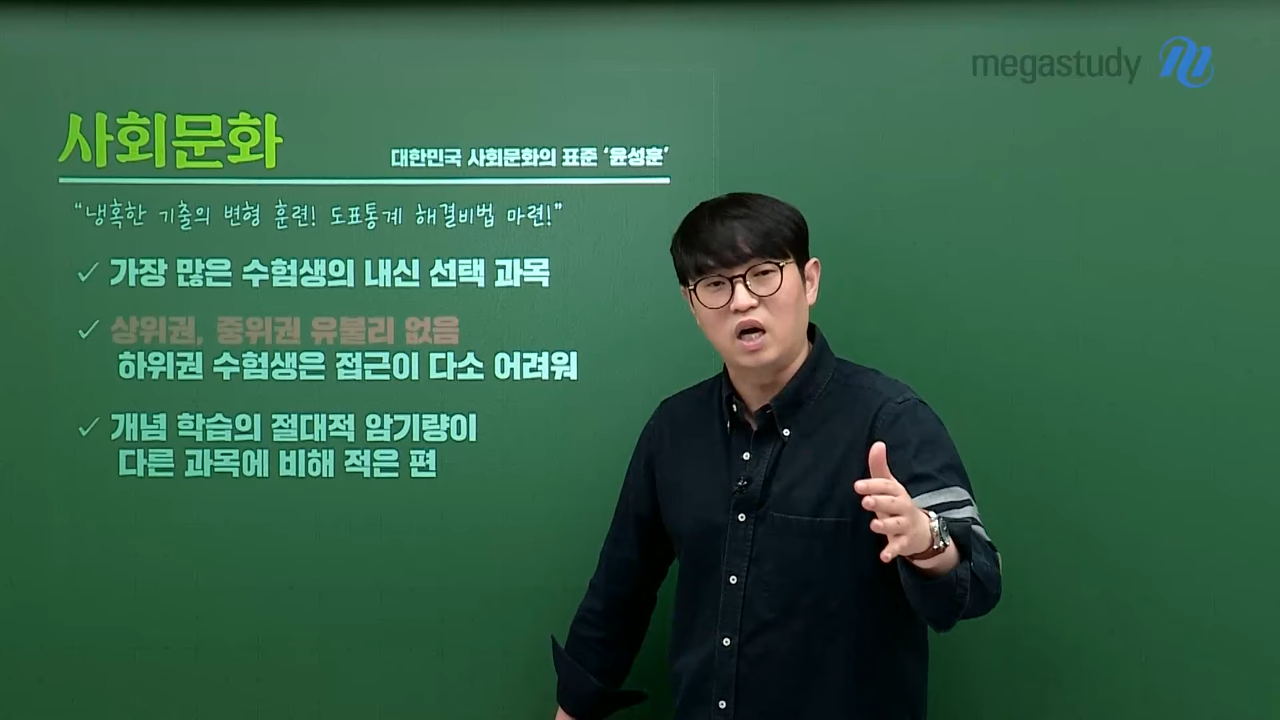 megastudy
사회문화
대한민국 사회문화의 표준 ‘윤성훈’
“냉혹한 기출의 변형 훈련! 도표통계 해결비법 마련!”
✓ 가장 많은 수험생의 내신 선택 과목
✓ 상위권, 중위권 유불리 없음
하위권 수험생은 접근이 다소 어려워
✓ 개념 학습의 절대적 암기량이
다른 과목에 비해 적은 편